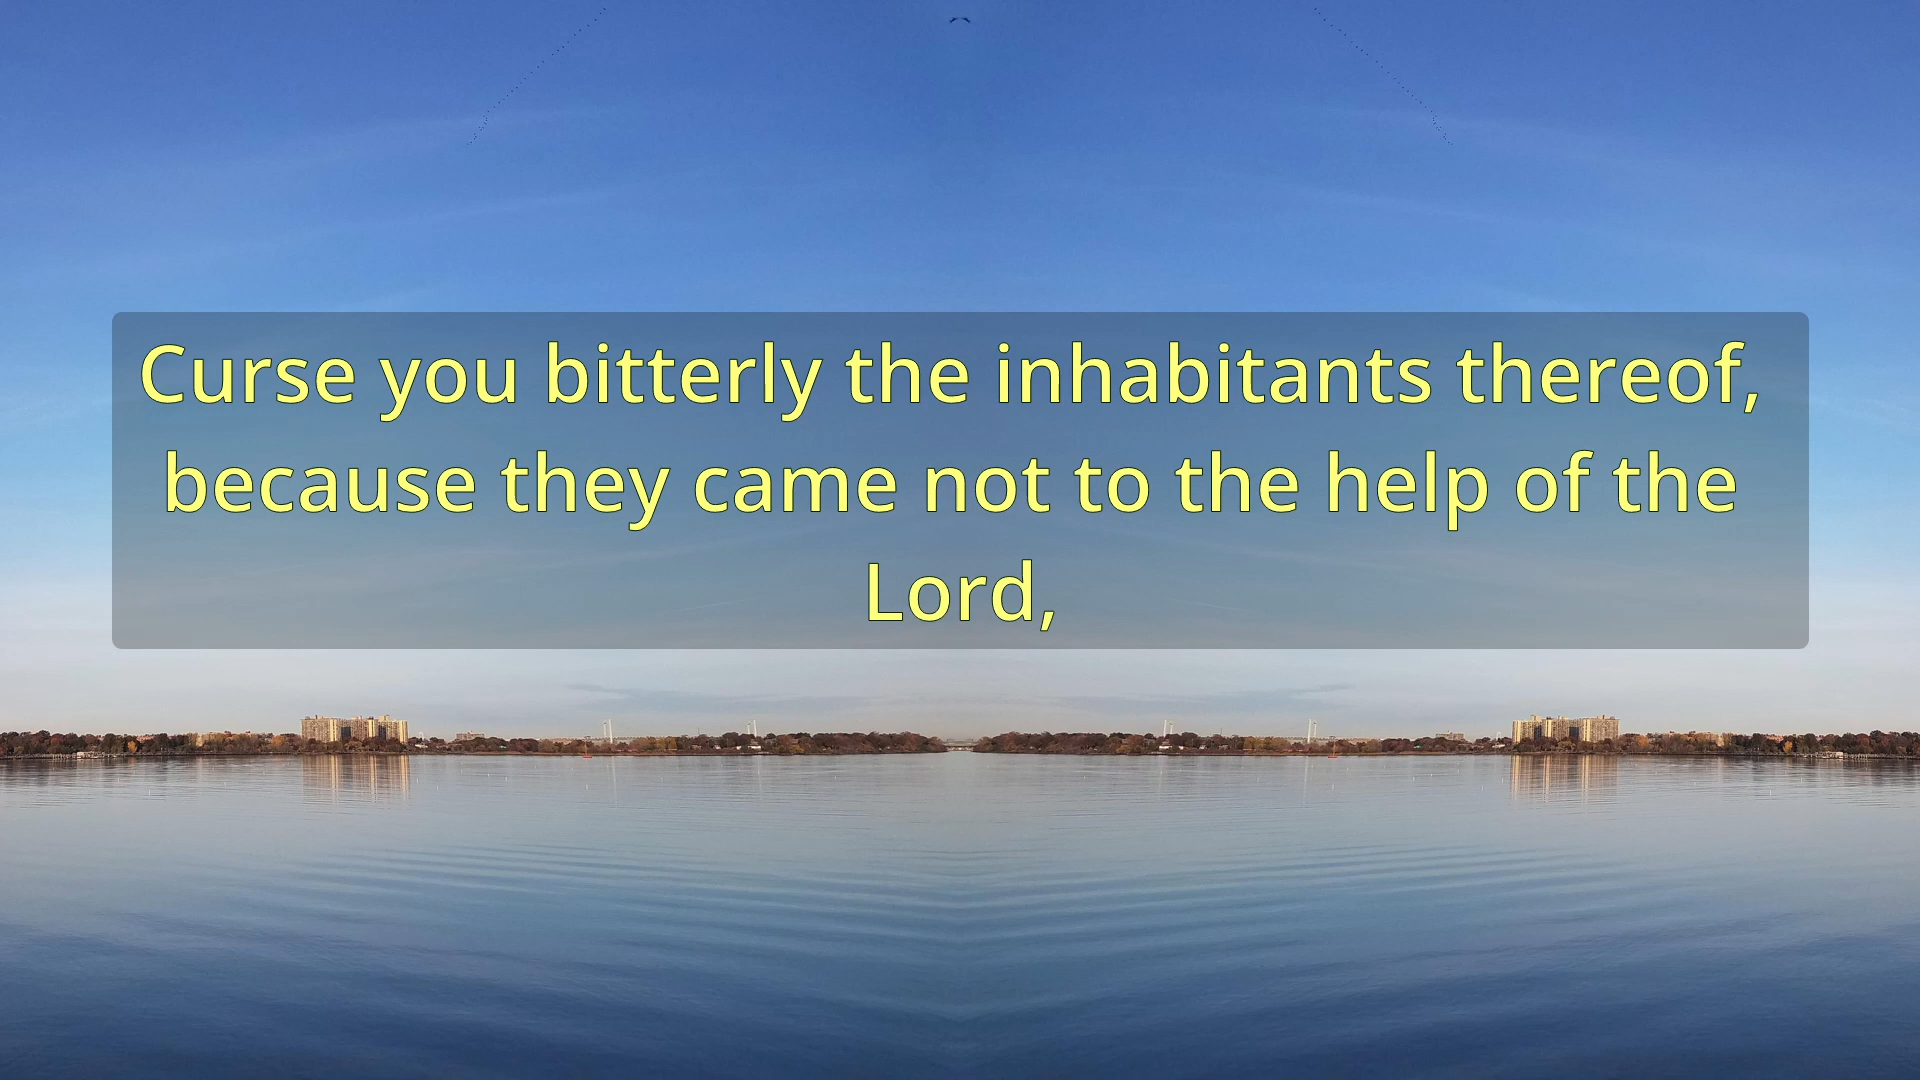 Curse you bitterly the inhabitants thereof,
because they came not to the help of the
Lord,